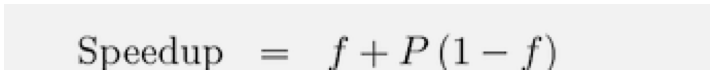 Speedup = f + P (1 − f)